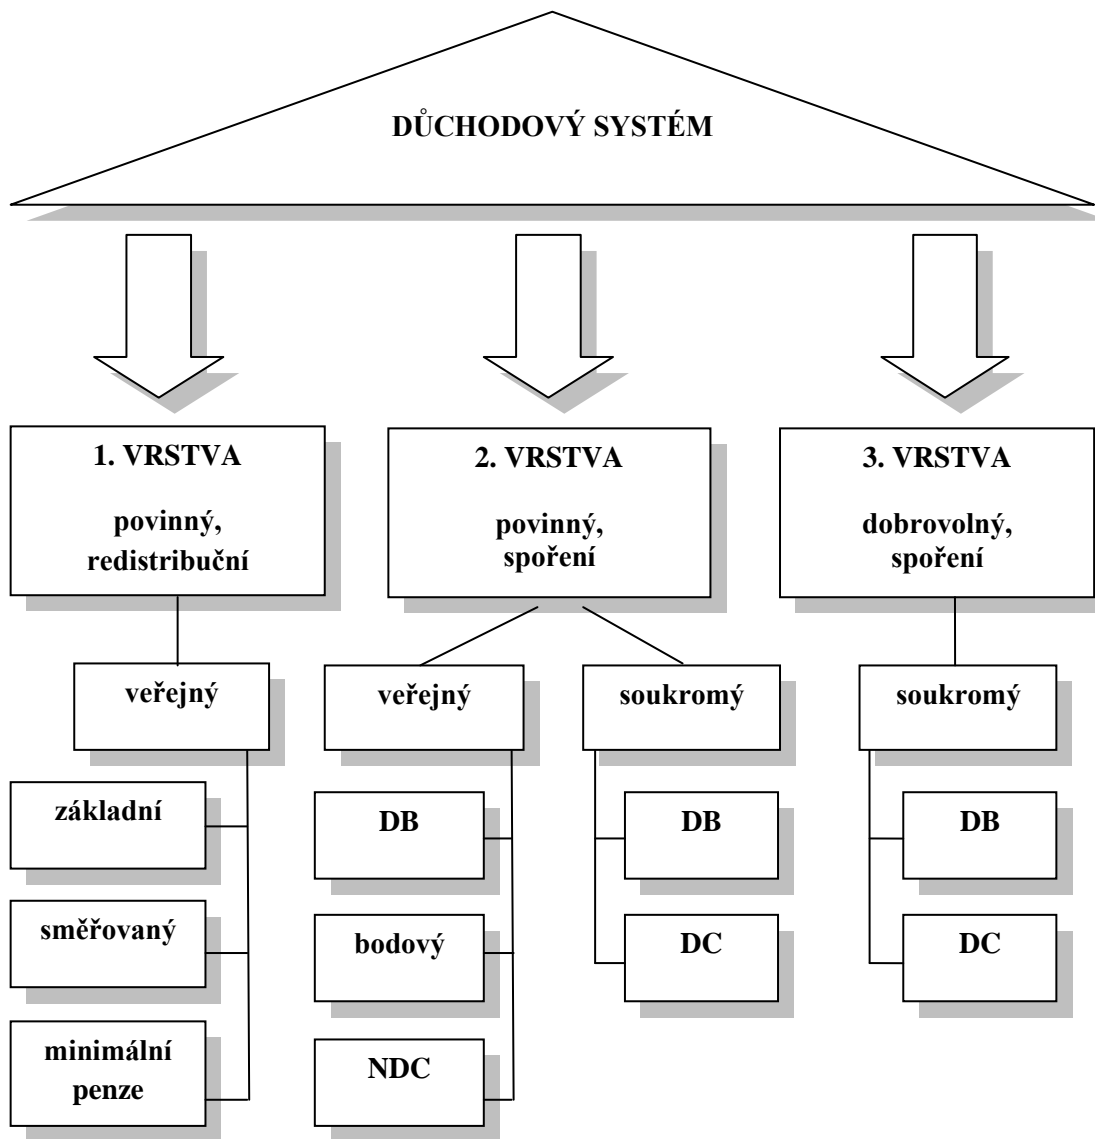 DŮCHODOVÝ SYSTÉM
1. VRSTVA
povinný,
redistribuční
2. VRSTVA
povinný,
spoření
3. VRSTVA
dobrovolný,
spoření
veřejný
veřejný
soukromý
soukromý
základní
směřovaný
minimální
penze
DB
bodový
NDC
DB
DC
DB
DC